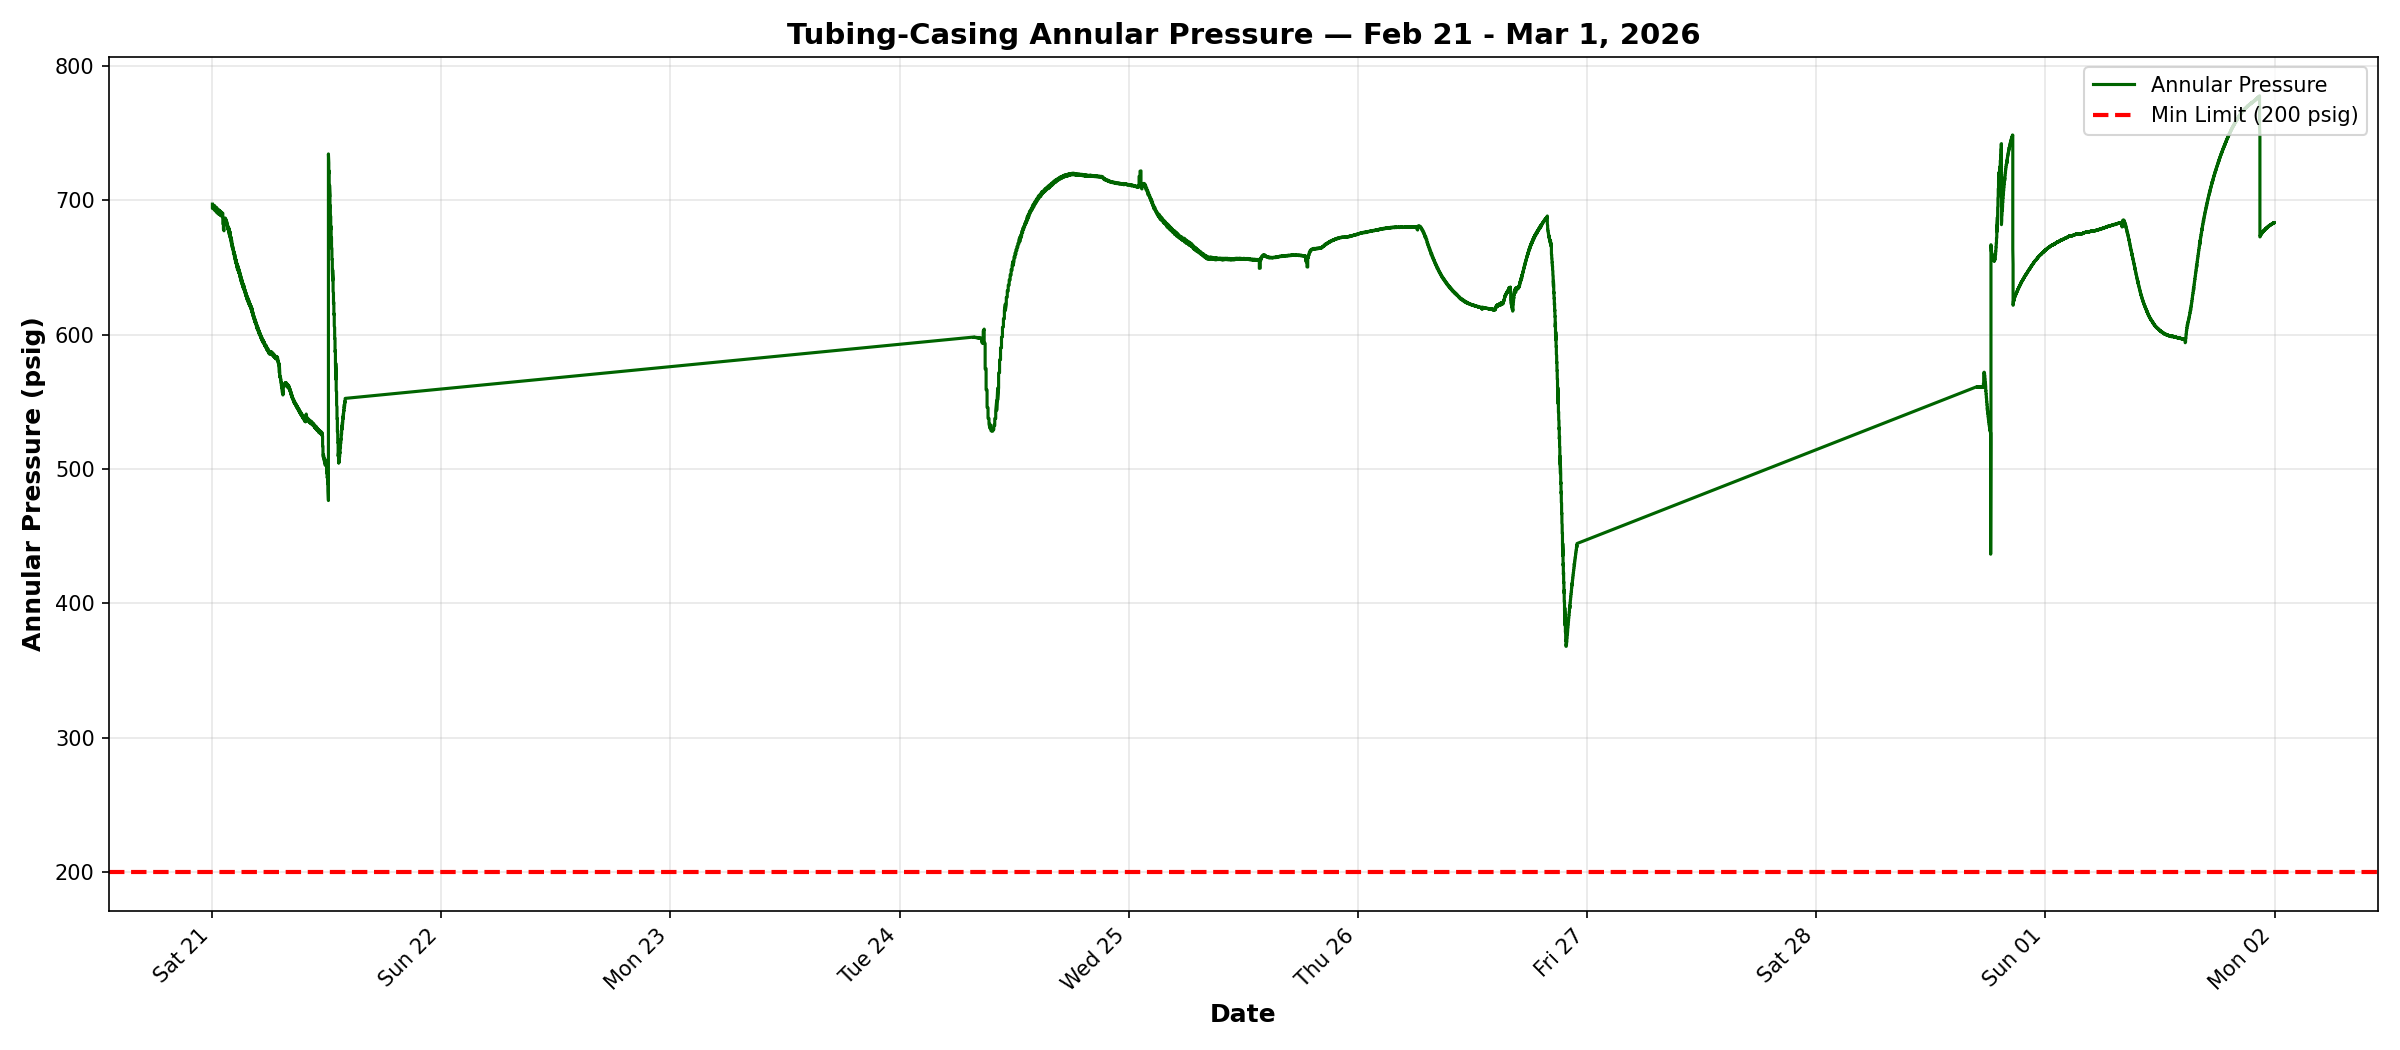 Tubing-Casing Annular Pressure — Feb 21 - Mar 1, 2026
Annular Pressure
Min Limit (200 psig)
Annular Pressure (psig)
800
700
600
500
400
300
200
Sat 21
Sun 22
Mon 23
Tue 24
Wed 25
Thu 26
Fri 27
Sat 28
Sun 01
Mon 02
Date